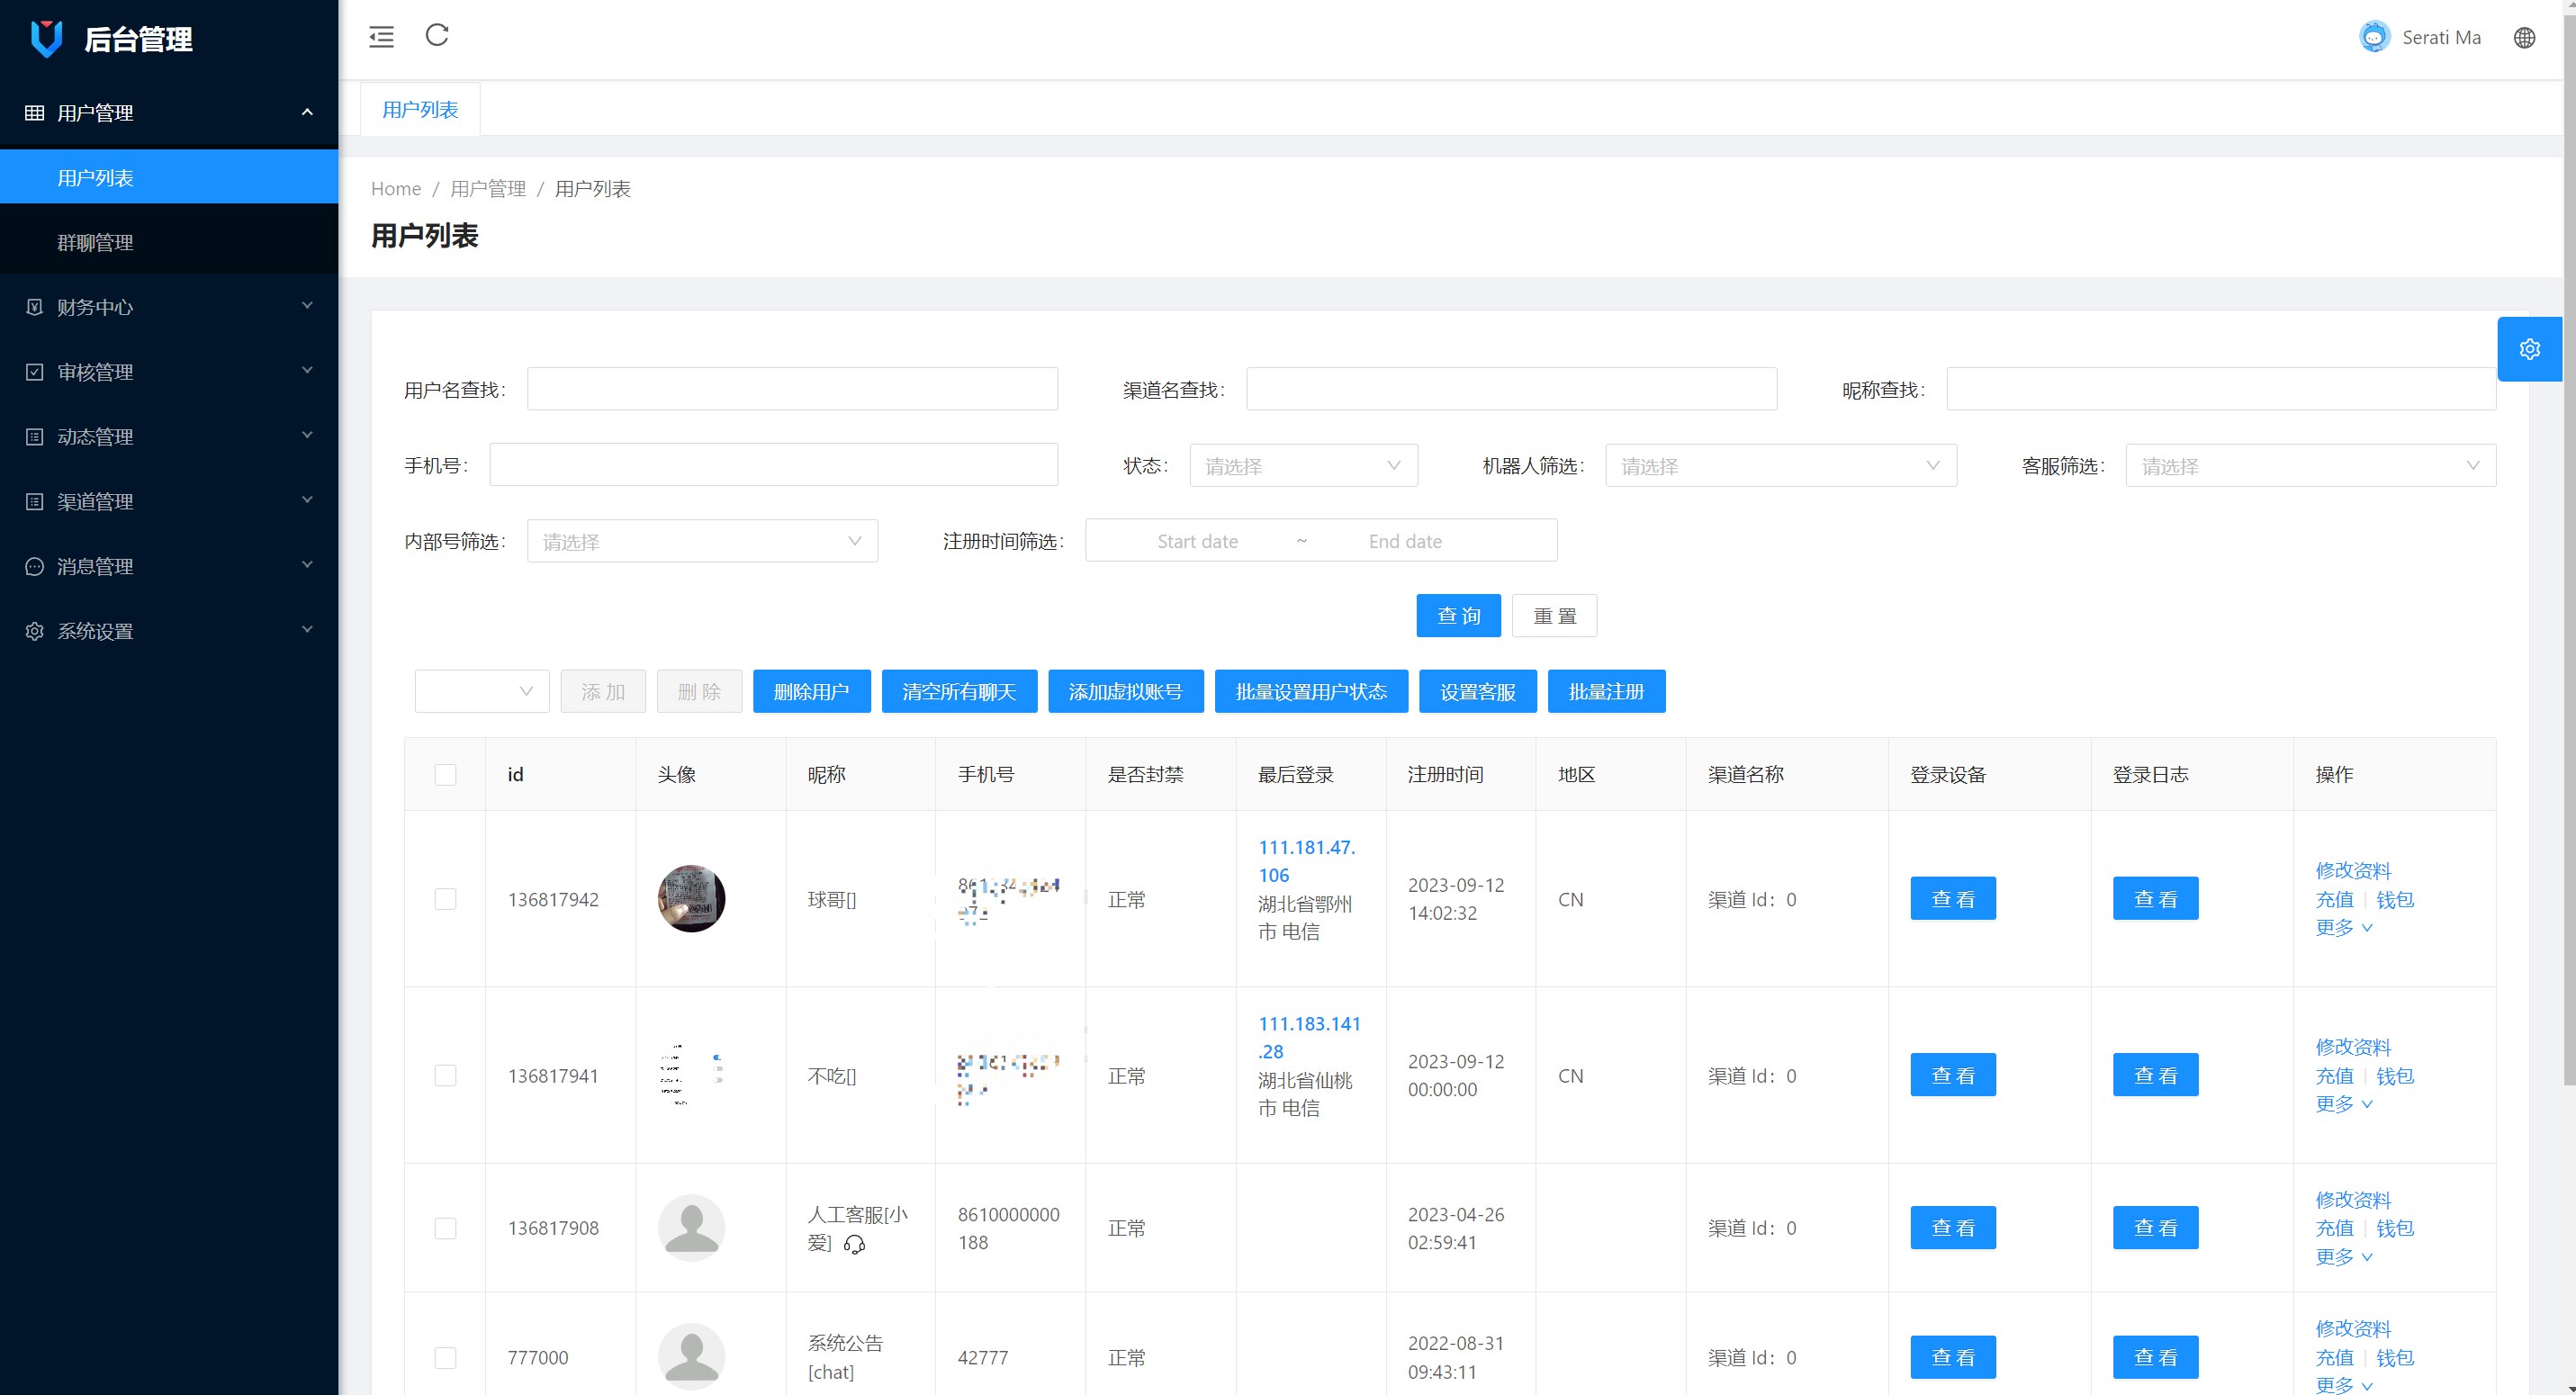 后台管理
Serati Ma
用户管理
用户列表
群聊管理
财务中心
审核管理
动态管理
渠道管理
消息管理
系统设置
用户列表
Home / 用户管理 / 用户列表
用户列表
用户名查找：
渠道名查找：
昵称查找：
手机号：
状态： 请选择
机器人筛选： 请选择
客服筛选： 请选择
内部号筛选： 请选择
注册时间筛选： Start date ~ End date
查 询 重 置
添 加 删 除 删除用户 清空所有聊天 添加虚拟账号 批量设置用户状态 设置客服 批量注册
id 头像 昵称 手机号 是否封禁 最后登录 注册时间 地区 渠道名称 登录设备 登录日志 操作
136817942
球哥[]
正常
111.181.47.
106
湖北省鄂州
市 电信
2023-09-12
14:02:32
CN
渠道 Id：0
查 看
查 看
修改资料
充值 | 钱包
更多
136817941
不吃[]
正常
111.183.141
.28
湖北省仙桃
市 电信
2023-09-12
00:00:00
CN
渠道 Id：0
查 看
查 看
修改资料
充值 | 钱包
更多
136817908
人工客服[小
爱]
8610000000
188
正常
2023-04-26
02:59:41
渠道 Id：0
查 看
查 看
修改资料
充值 | 钱包
更多
777000
系统公告
[chat]
42777
正常
2022-08-31
09:43:11
渠道 Id：0
查 看
查 看
修改资料
充值 | 钱包
更多